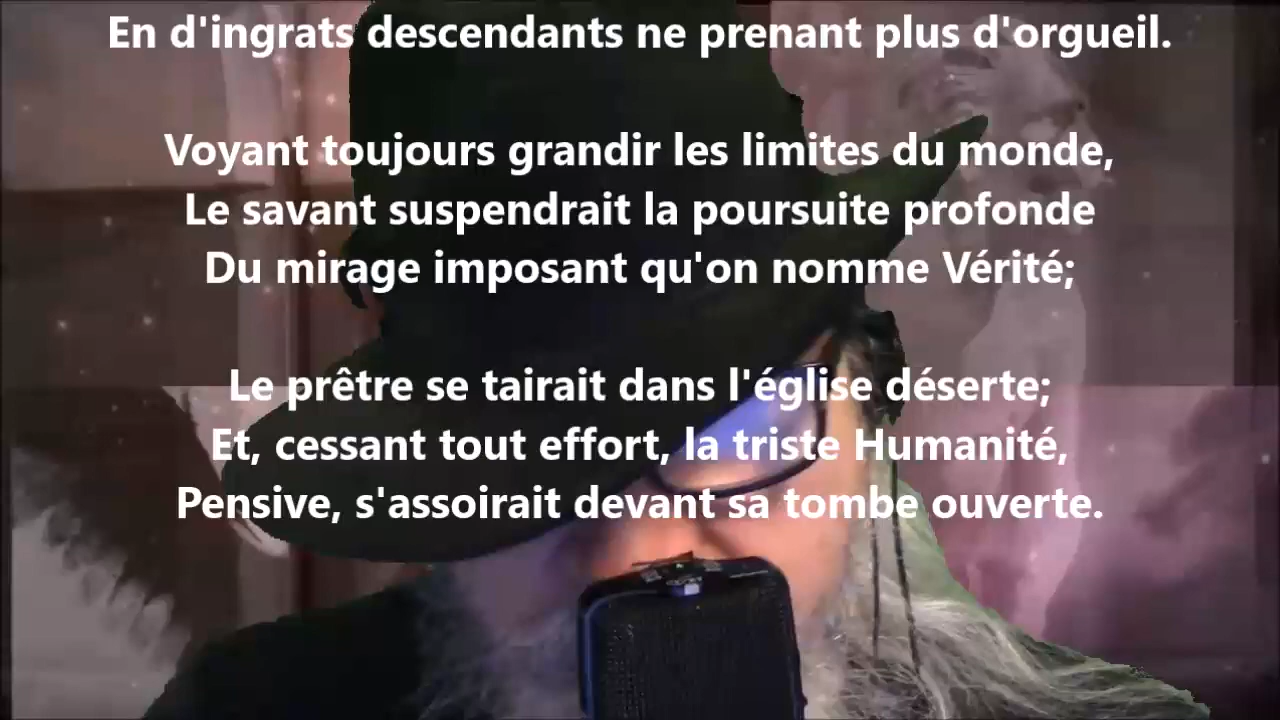 En d'ingrats descendants ne prenant plus d'orgueil.
Voyant toujours grandir les limites du monde,
Le savant suspendrait la poursuite profonde
Du mirage imposant qu'on nomme Vérité;
Le prêtre se tairait dans l'église déserte;
Et, cessant tout effort, la triste Humanité,
Pensive, s'assoirait devant sa tombe ouverte.